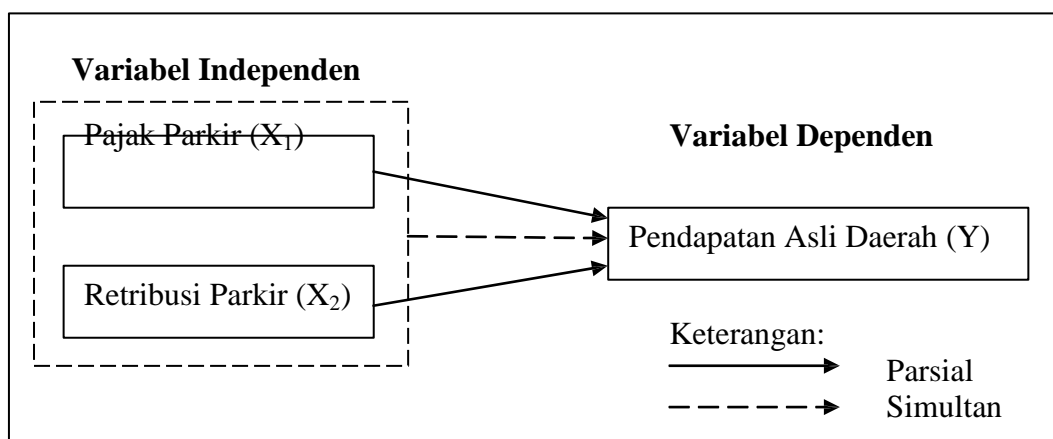 Variabel Independen
Pajak Parkir (X₁)
Variabel Dependen
Pendapatan Asli Daerah (Y)
Retribusi Parkir (X₂)
Keterangan:
Parsial
Simultan